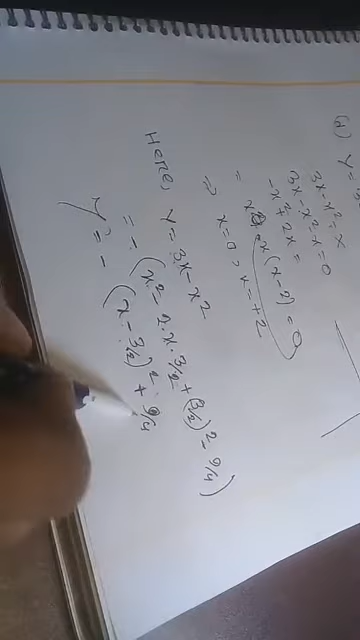 (d) Y = 3
3x - x² = x
3x - x² - x = 0
- x² + 2x =
= x (x - 2) = 0
⇒ x = 0, x = +2
Here, Y = 3x - x²
= - (x² - 2·x·3/2 + (3/2)² - 9/4)
Y = - (x - 3/2)² + 9/4